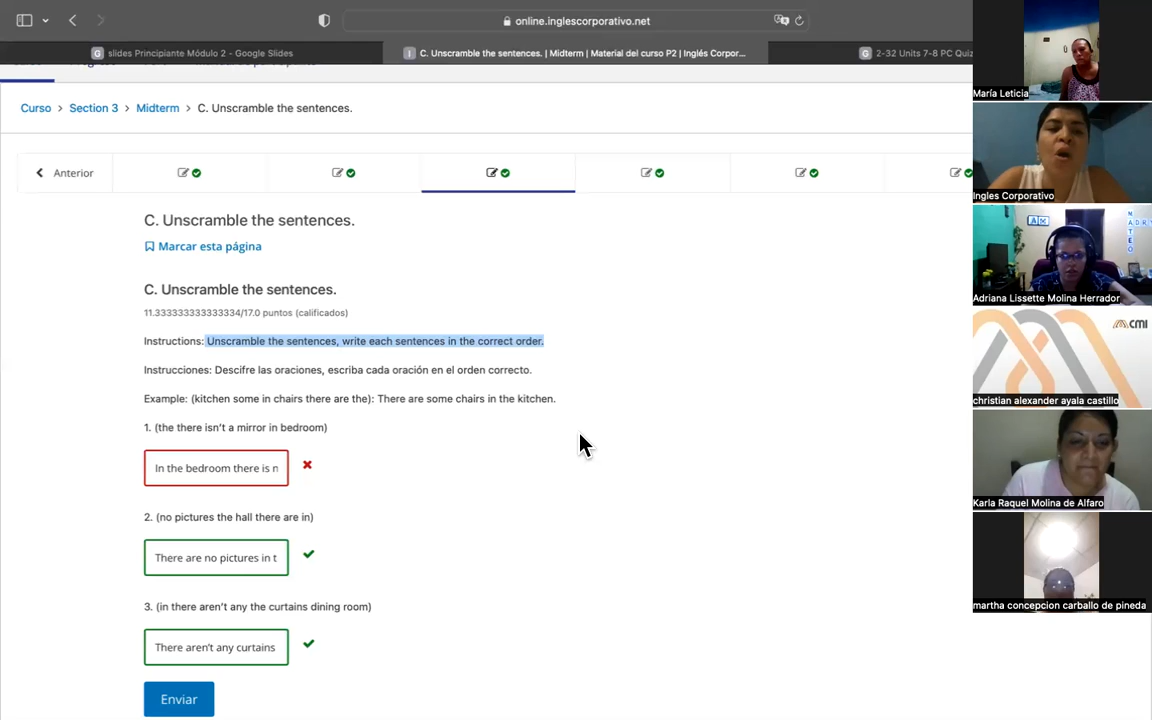 online.inglescorporativo.net
slides Principiante Módulo 2 - Google Slides
C. Unscramble the sentences. | Midterm | Material del curso P2 | Inglés Corpor...
2-32 Units 7-8 PC Quiz
Curso > Section 3 > Midterm > C. Unscramble the sentences.
Anterior
C. Unscramble the sentences.
Marcar esta página
C. Unscramble the sentences.
11.333333333333334/17.0 puntos (calificados)
Instructions: Unscramble the sentences, write each sentences in the correct order.
Instrucciones: Descifre las oraciones, escriba cada oración en el orden correcto.
Example: (kitchen some in chairs there are the): There are some chairs in the kitchen.
1. (the there isn't a mirror in bedroom)
In the bedroom there is n
2. (no pictures the hall there are in)
There are no pictures in t
3. (in there aren't any the curtains dining room)
There aren't any curtains
Enviar
María Leticia
Ingles Corporativo
Adriana Lissette Molina Herrador
CMI
christian alexander ayala castillo
Karla Raquel Molina de Alfaro
martha concepcion carballo de pineda